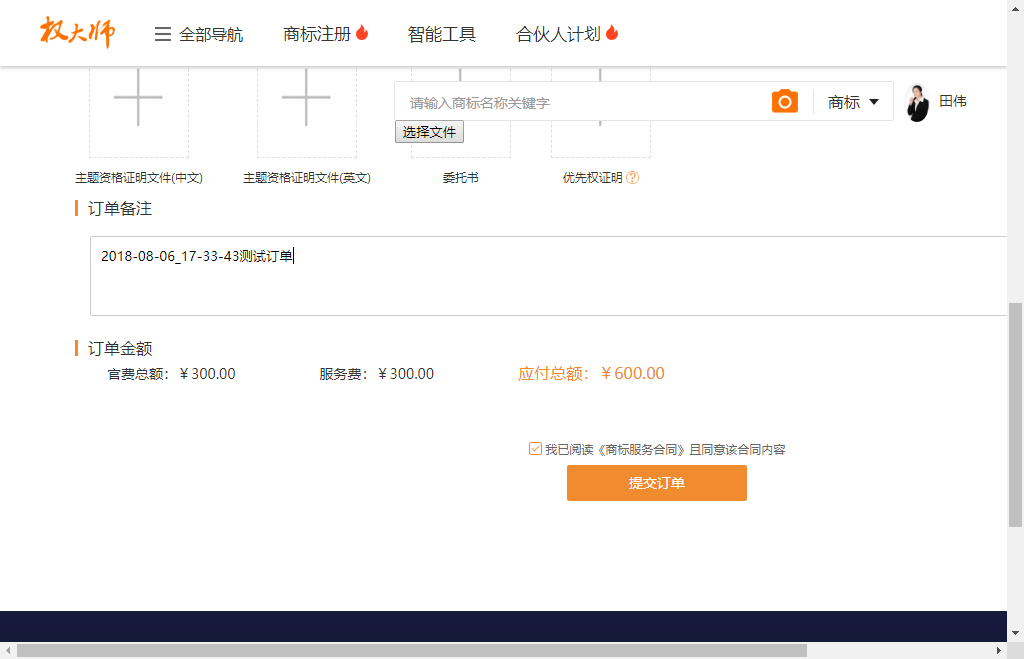 权大师 全部导航 商标注册 智能工具 合伙人计划
请输入商标名称关键字 商标 田伟
选择文件
主题资格证明文件(中文) 主题资格证明文件(英文) 委托书 优先权证明 ?
订单备注
2018-08-06_17-33-43测试订单
订单金额
官费总额：￥300.00 服务费：￥300.00 应付总额：￥600.00
我已阅读《商标服务合同》且同意该合同内容
提交订单